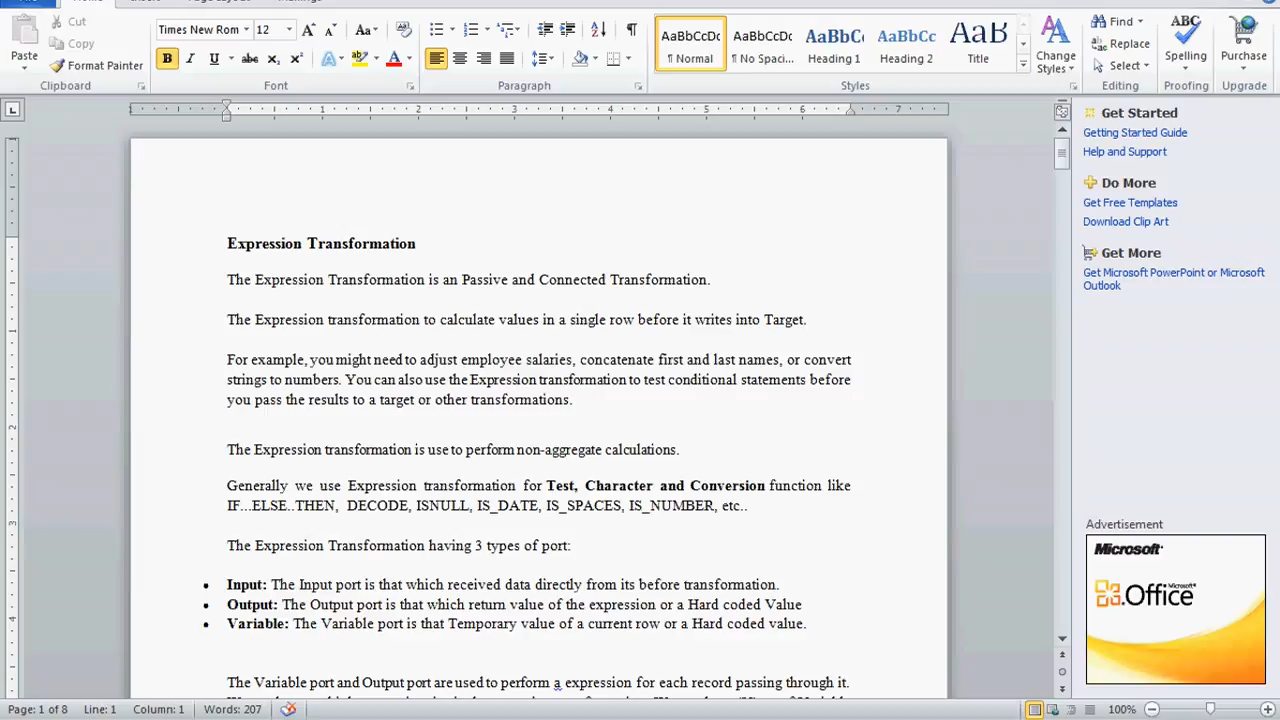 Cut
Copy
Format Painter
Paste
Clipboard
Times New Rom
12
Font
Paragraph
AaBbCcDc
¶ Normal
AaBbCcDc
¶ No Spaci...
AaBbCc
Heading 1
AaBbCc
Heading 2
Title
Change
Styles
Styles
Find
Replace
Select
Editing
ABC
Spelling
Proofing
Purchase
Upgrade
1 2 3 4 5 6 7
Expression Transformation
The Expression Transformation is an Passive and Connected Transformation.
The Expression transformation to calculate values in a single row before it writes into Target.
For example, you might need to adjust employee salaries, concatenate first and last names, or convert
strings to numbers. You can also use the Expression transformation to test conditional statements before
you pass the results to a target or other transformations.
The Expression transformation is use to perform non-aggregate calculations.
Generally we use Expression transformation for Test, Character and Conversion function like
IF...ELSE..THEN, DECODE, ISNULL, IS_DATE, IS_SPACES, IS_NUMBER, etc..
The Expression Transformation having 3 types of port:
Input: The Input port is that which received data directly from its before transformation.
Output: The Output port is that which return value of the expression or a Hard coded Value
Variable: The Variable port is that Temporary value of a current row or a Hard coded value.
The Variable port and Output port are used to perform a expression for each record passing through it.
Get Started
Getting Started Guide
Help and Support
Do More
Get Free Templates
Download Clip Art
Get More
Get Microsoft PowerPoint or Microsoft
Outlook
Advertisement
Microsoft
Microsoft
Office
Page: 1 of 8
Line: 1
Column: 1
Words: 207
100%